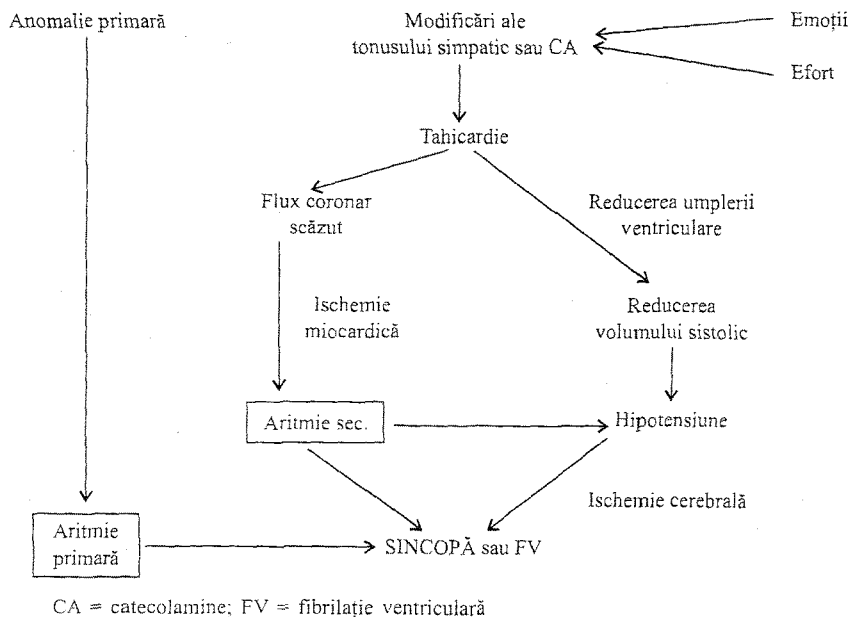 Anomalie primară
Modificări ale
tonusului simpatic sau CA
Emoții
Efort
Tahicardie
Flux coronar
scăzut
Reducerea umplerii
ventriculare
Ischemie
miocardică
Reducerea
volumului sistolic
Aritmie sec.
Hipotensiune
Ischemie cerebrală
Aritmie
primară
SINCOPĂ sau FV
CA = catecolamine; FV = fibrilație ventriculară